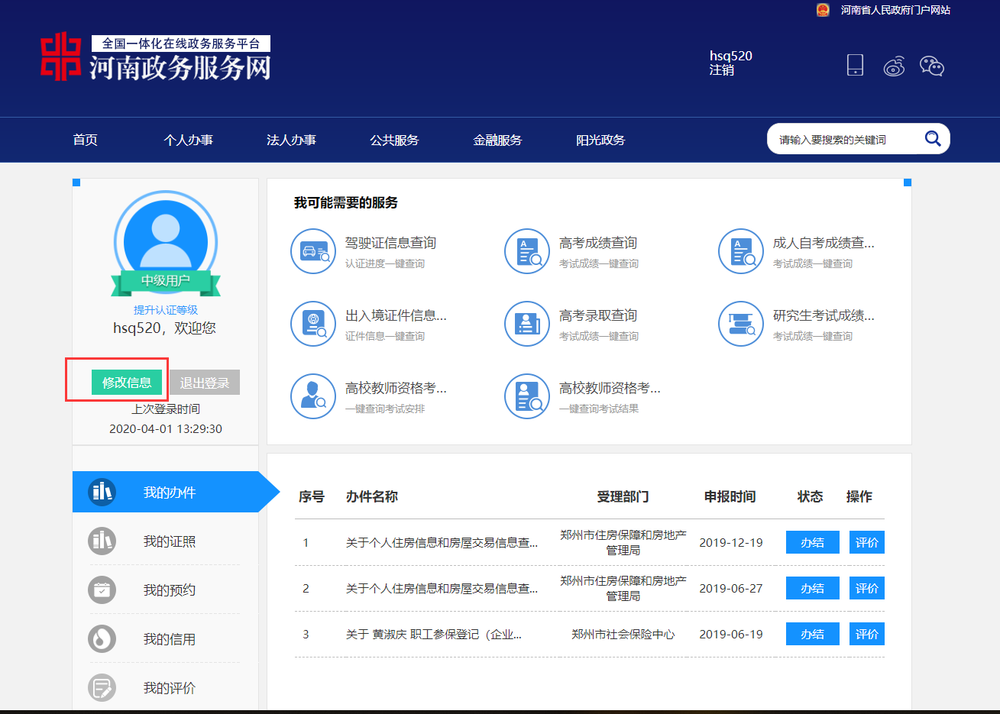 河南省人民政府门户网站
全国一体化在线政务服务平台
河南政务服务网
hsq520
注销
首页 个人办事 法人办事 公共服务 金融服务 阳光政务 请输入要搜索的关键词
中级用户
提升认证等级
hsq520，欢迎您
修改信息 退出登录
上次登录时间
2020-04-01 13:29:30
我可能需要的服务
驾驶证信息查询
认证进度一键查询
高考成绩查询
考试成绩一键查询
成人自考成绩查...
考试成绩一键查询
出入境证件信息...
证件信息一键查询
高考录取查询
考试成绩一键查询
研究生考试成绩...
考试成绩一键查询
高校教师资格考...
一键查询考试安排
高校教师资格考...
一键查询考试结果
我的办件
我的证照
我的预约
我的信用
我的评价
序号 办件名称 受理部门 申报时间 状态 操作
1 关于个人住房信息和房屋交易信息查... 郑州市住房保障和房地产
管理局 2019-12-19 办结 评价
2 关于个人住房信息和房屋交易信息查... 郑州市住房保障和房地产
管理局 2019-06-27 办结 评价
3 关于 黄淑庆 职工参保登记（企业... 郑州市社会保险中心 2019-06-19 办结 评价